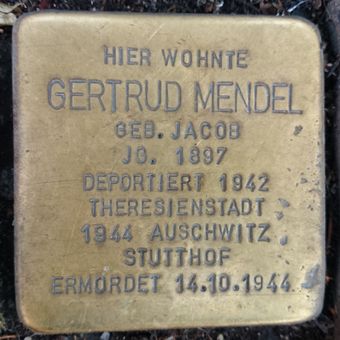 HIER WOHNTE
GERTRUD MENDEL
GEB. JACOB
JG. 1897
DEPORTIERT 1942
THERESIENSTADT
1944 AUSCHWITZ
STUTTHOF
ERMORDET 14.10.1944